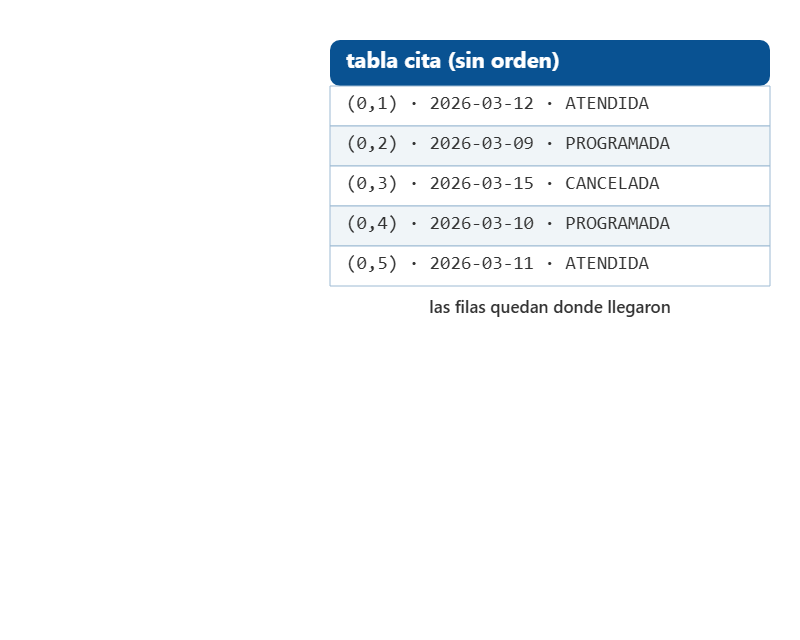 tabla cita (sin orden)
(0,1) · 2026-03-12 · ATENDIDA
(0,2) · 2026-03-09 · PROGRAMADA
(0,3) · 2026-03-15 · CANCELADA
(0,4) · 2026-03-10 · PROGRAMADA
(0,5) · 2026-03-11 · ATENDIDA
las filas quedan donde llegaron